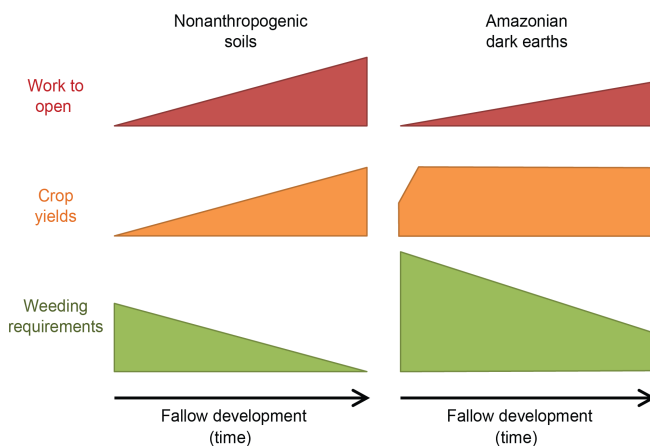 Nonanthropogenic
soils
Amazonian
dark earths
Work to
open
Crop
yields
Weeding
requirements
Fallow development
(time)
Fallow development
(time)